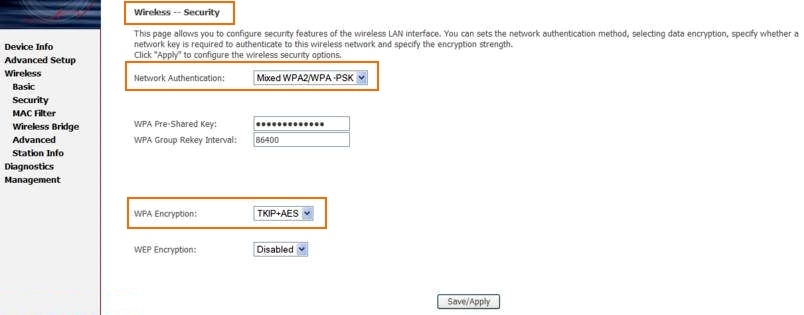 Wireless -- Security
This page allows you to configure security features of the wireless LAN interface. You can sets the network authentication method, selecting data encryption, specify whether a
network key is required to authenticate to this wireless network and specify the encryption strength.
Click "Apply" to configure the wireless security options.
Device Info
Advanced Setup
Wireless
Basic
Security
MAC Filter
Wireless Bridge
Advanced
Station Info
Diagnostics
Management
Network Authentication: Mixed WPA2/WPA -PSK
WPA Pre-Shared Key: •••••••••••••
WPA Group Rekey Interval: 86400
WPA Encryption: TKIP+AES
WEP Encryption: Disabled
Save/Apply